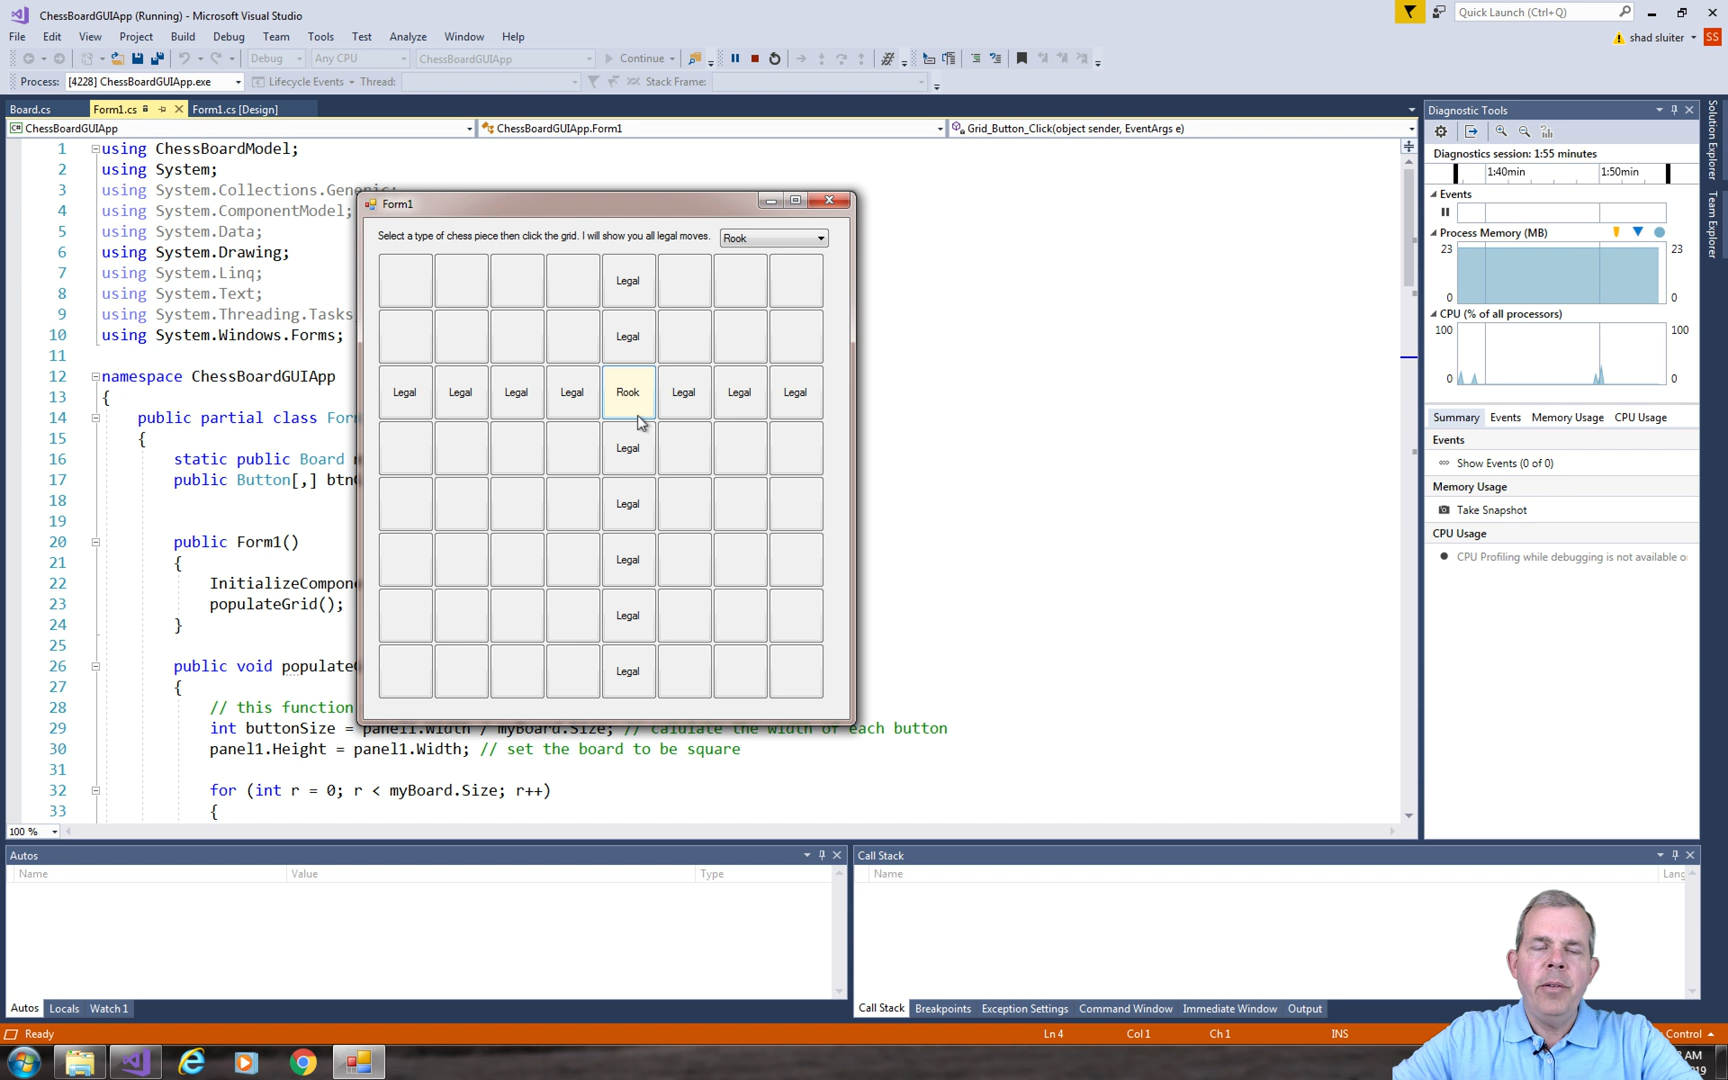 ChessBoardGUIApp (Running) - Microsoft Visual Studio
Quick Launch (Ctrl+Q)
File Edit View Project Build Debug Team Tools Test Analyze Window Help
shad sluiter SS
Debug Any CPU ChessBoardGUIApp Continue
Process: [4228] ChessBoardGUIApp.exe Lifecycle Events Thread: Stack Frame:
Board.cs Form1.cs Form1.cs [Design]
ChessBoardGUIApp ChessBoardGUIApp.Form1 Grid_Button_Click(object sender, EventArgs e)
1 using ChessBoardModel;
2 using System;
3 using System.Collections.Generic;
4 using System.ComponentModel;
5 using System.Data;
6 using System.Drawing;
7 using System.Linq;
8 using System.Text;
9 using System.Threading.Tasks
10 using System.Windows.Forms;
11
12 namespace ChessBoardGUIApp
13 {
14 public partial class For
15 {
16 static public Board
17 public Button[,] btn
18
19
20 public Form1()
21 {
22 InitializeCompone
23 populateGrid();
24 }
25
26 public void populate
27 {
28 // this function
29 int buttonSize = panel1.Width / myBoard.Size; // calulate the width of each button
30 panel1.Height = panel1.Width; // set the board to be square
31
32 for (int r = 0; r < myBoard.Size; r++)
33 {
100 %
Form1
Select a type of chess piece then click the grid. I will show you all legal moves. Rook
Legal
Legal
Legal Legal Legal Legal Rook Legal Legal Legal
Legal
Legal
Legal
Legal
Legal
Diagnostic Tools
Diagnostics session: 1:55 minutes
1:40min 1:50min
Events
Process Memory (MB)
23 23
0 0
CPU (% of all processors)
100 100
0 0
Summary Events Memory Usage CPU Usage
Events
Show Events (0 of 0)
Memory Usage
Take Snapshot
CPU Usage
CPU Profiling while debugging is not available o
Solution Explorer
Team Explorer
Autos
Name Value Type
Autos Locals Watch 1
Call Stack
Name Lang
Call Stack Breakpoints Exception Settings Command Window Immediate Window Output
Ready Ln 4 Col 1 Ch 1 INS Control
AM